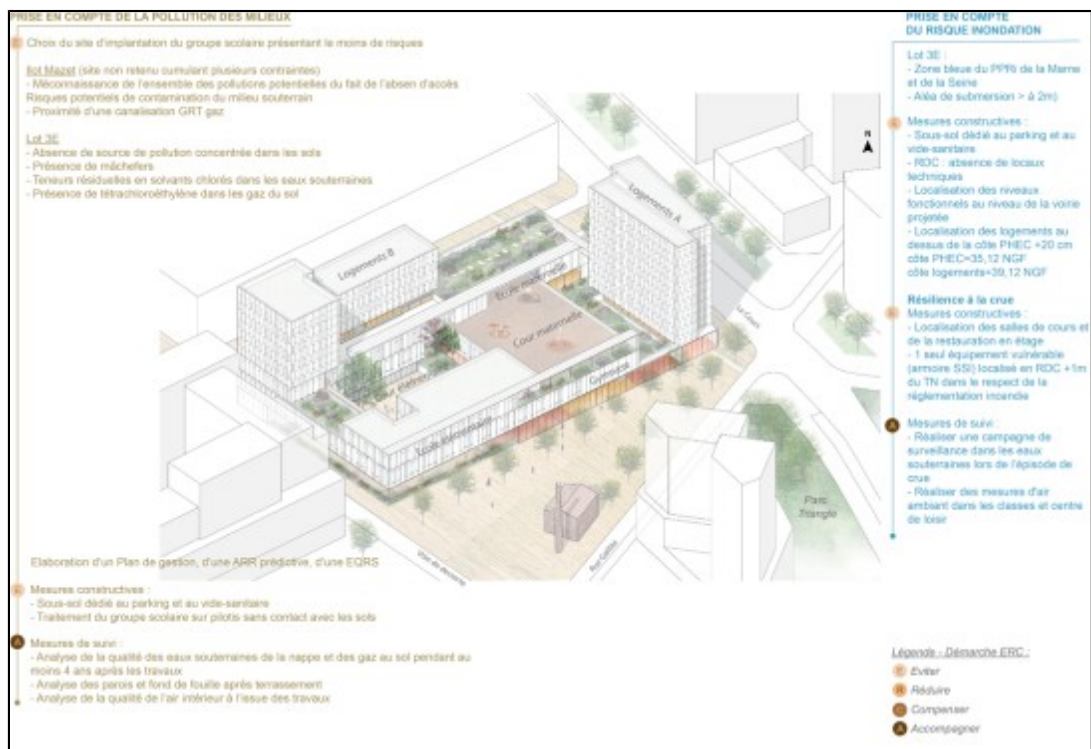 PRISE EN COMPTE DE LA POLLUTION DES MILIEUX
E Choix du site d'implantation du groupe scolaire présentant le moins de risques
Ilot Mazet (site non retenu cumulant plusieurs contraintes)
- Méconnaissance de l'ensemble des pollutions potentielles du fait de l'absen d'accès
Risques potentiels de contamination du milieu souterrain
- Proximité d'une canalisation GRT gaz
Lot 3E
- Absence de source de pollution concentrée dans les sols
- Présence de mâchefers
- Teneurs résiduelles en solvants chlorés dans les eaux souterraines
- Présence de tétrachloroéthylène dans les gaz du sol
Elaboration d'un Plan de gestion, d'une ARR prédictive, d'une EQRS
Mesures constructives :
- Sous-sol dédié au parking et au vide-sanitaire
- Traitement du groupe scolaire sur pilotis sans contact avec les sols
A Mesures de suivi :
- Analyse de la qualité des eaux souterraines de la nappe et des gaz au sol pendant au
moins 4 ans après les travaux
- Analyse des parois et fond de fouille après terrassement
- Analyse de la qualité de l'air intérieur à l'issue des travaux
N
Logements A
Logements B
Ecole maternelle
Cour maternelle
Gymnase
Le Cours
Parc
Triangle
PRISE EN COMPTE
DU RISQUE INONDATION
Lot 3E :
- Zone bleue du PPRi de la Marne
et de la Seine
- Aléa de submersion > à 2m)
Mesures constructives :
- Sous-sol dédié au parking et au
vide-sanitaire
- RDC : absence de locaux
techniques
- Localisation des niveaux
fonctionnels au niveau de la voirie
projetée
- Localisation des logements au
dessus de la côte PHEC +20 cm
côte PHEC=35,12 NGF
côte logements=39,12 NGF
Résilience à la crue
Mesures constructives :
- Localisation des salles de cours et
de la restauration en étage
- 1 seul équipement vulnérable
(armoire SSI) localisé en RDC +1m
du TN dans le respect de la
réglementation incendie
A Mesures de suivi :
- Réaliser une campagne de
surveillance dans les eaux
souterraines lors de l'épisode de
crue
- Réaliser des mesures d'air
ambiant dans les classes et centre
de loisir
Légende - Démarche ERC :
E Eviter
R Réduire
C Compenser
A Accompagner